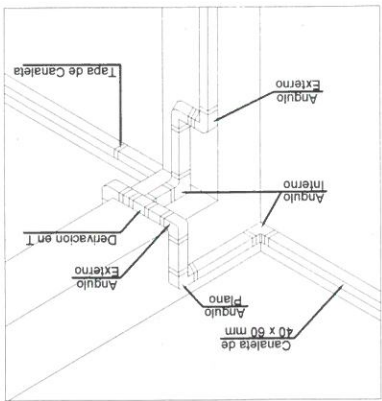 Canaleta de
40 x 60 mm
Angulo
Plano
Angulo
Externo
Derivacion en T
Angulo
Interno
Angulo
Externo
Tapa de Canaleta